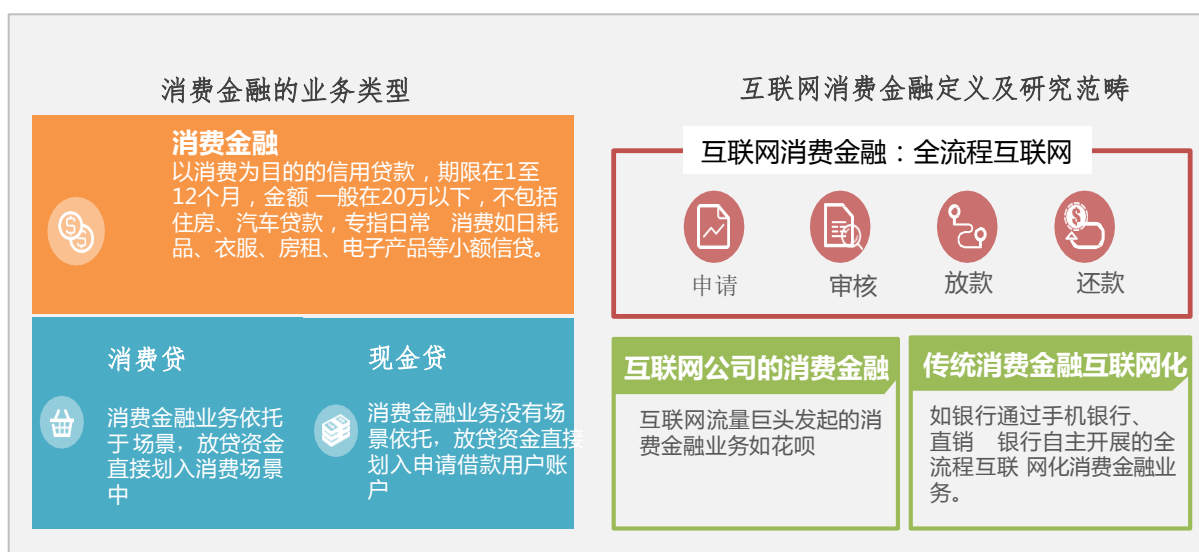 消费金融的业务类型
消费金融
以消费为目的的信用贷款，期限在1至
12个月，金额 一般在20万以下，不包括
住房、汽车贷款，专指日常 消费如日耗
品、衣服、房租、电子产品等小额信贷。
消费贷
消费金融业务依托
于场景，放贷资金
直接划入消费场景
中
现金贷
消费金融业务没有场
景依托，放贷资金直接
划入申请借款用户账
户
互联网消费金融定义及研究范畴
互联网消费金融：全流程互联网
申请 审核 放款 还款
互联网公司的消费金融
互联网流量巨头发起的消
费金融业务如花呗
传统消费金融互联网化
如银行通过手机银行、
直销 银行自主开展的全
流程互联 网化消费金融业
务。